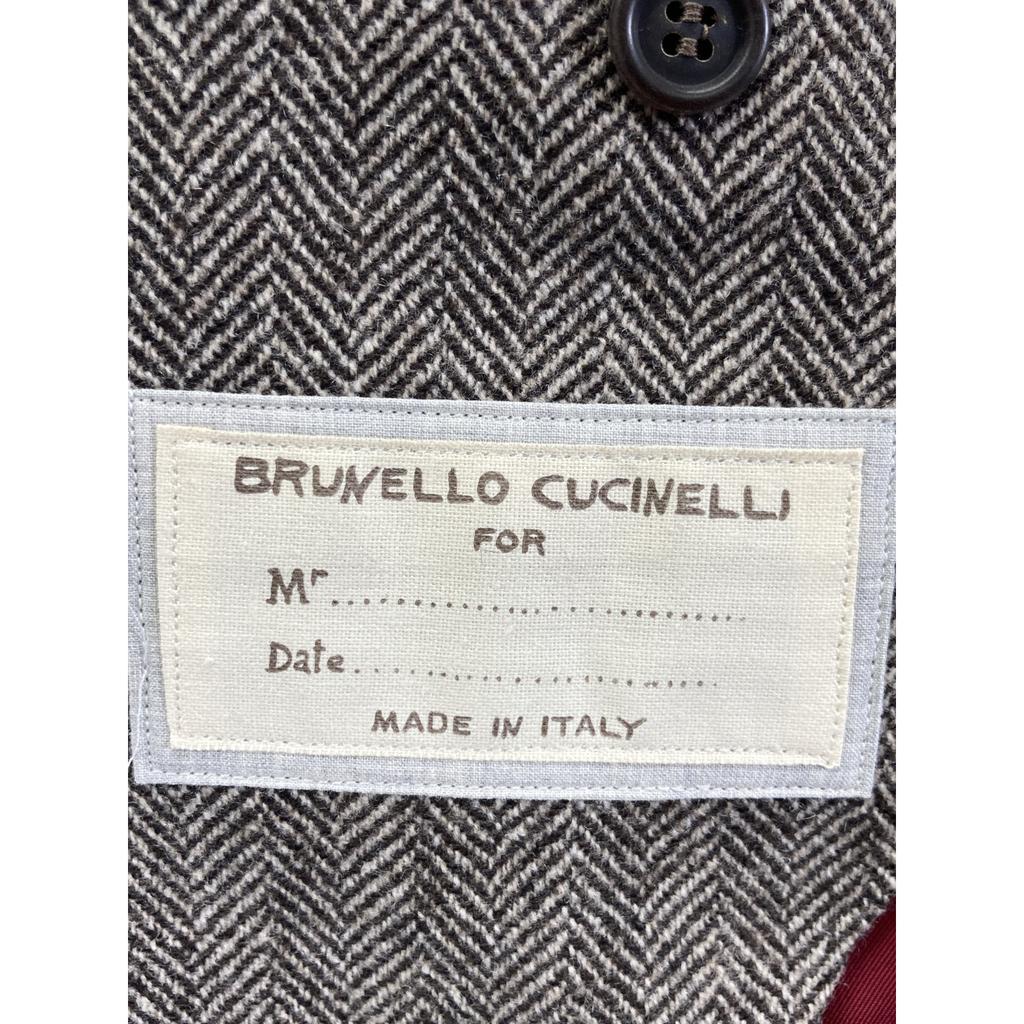 BRUNELLO CUCINELLI
FOR
Mr..........................
Date........................
MADE IN ITALY